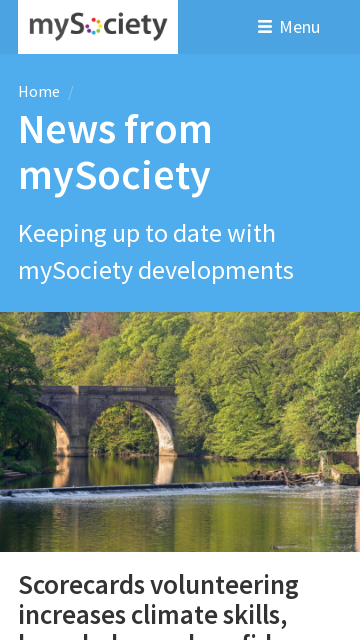 mySociety
Menu
Home /
News from
mySociety
Keeping up to date with
mySociety developments
Scorecards volunteering
increases climate skills,